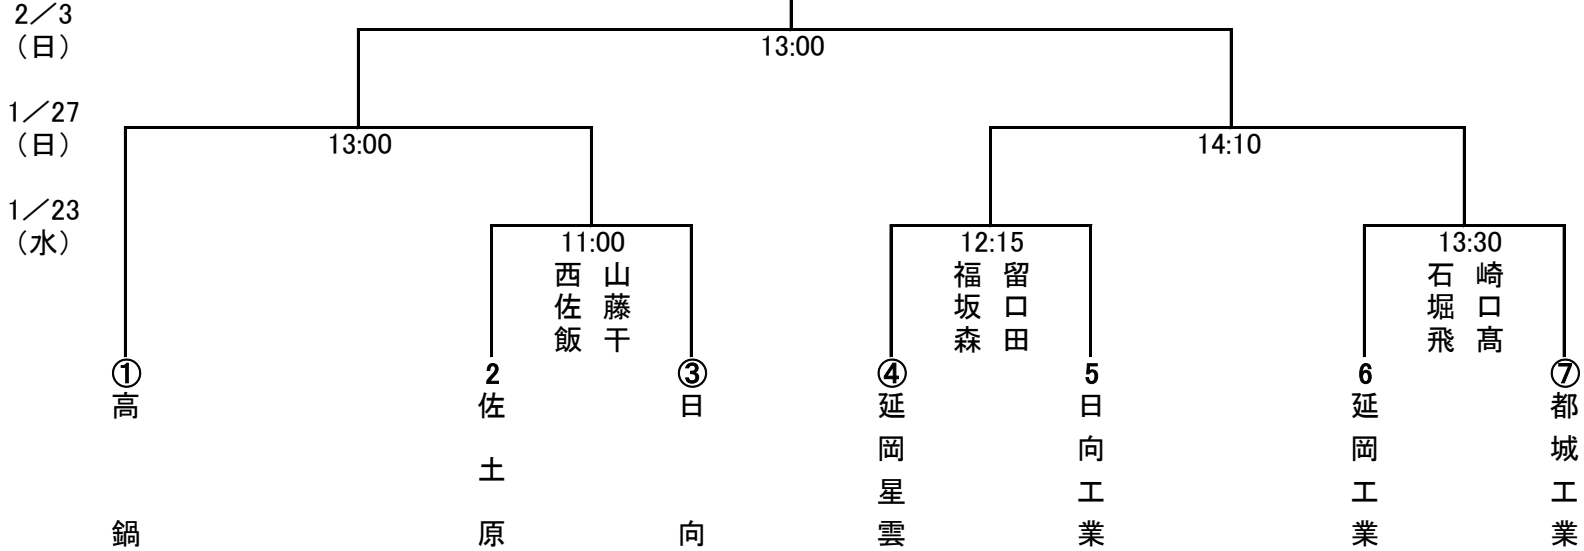 2／3
（日）
13:00
1／27
（日）
13:00
14:10
1／23
（水）
11:00
12:15
13:30
西山
佐藤
飯干
福留
坂口
森田
石崎
堀口
飛髙
①
高鍋
2
佐土原
③
日向
④
延岡星雲
5
日向工業
6
延岡工業
⑦
都城工業